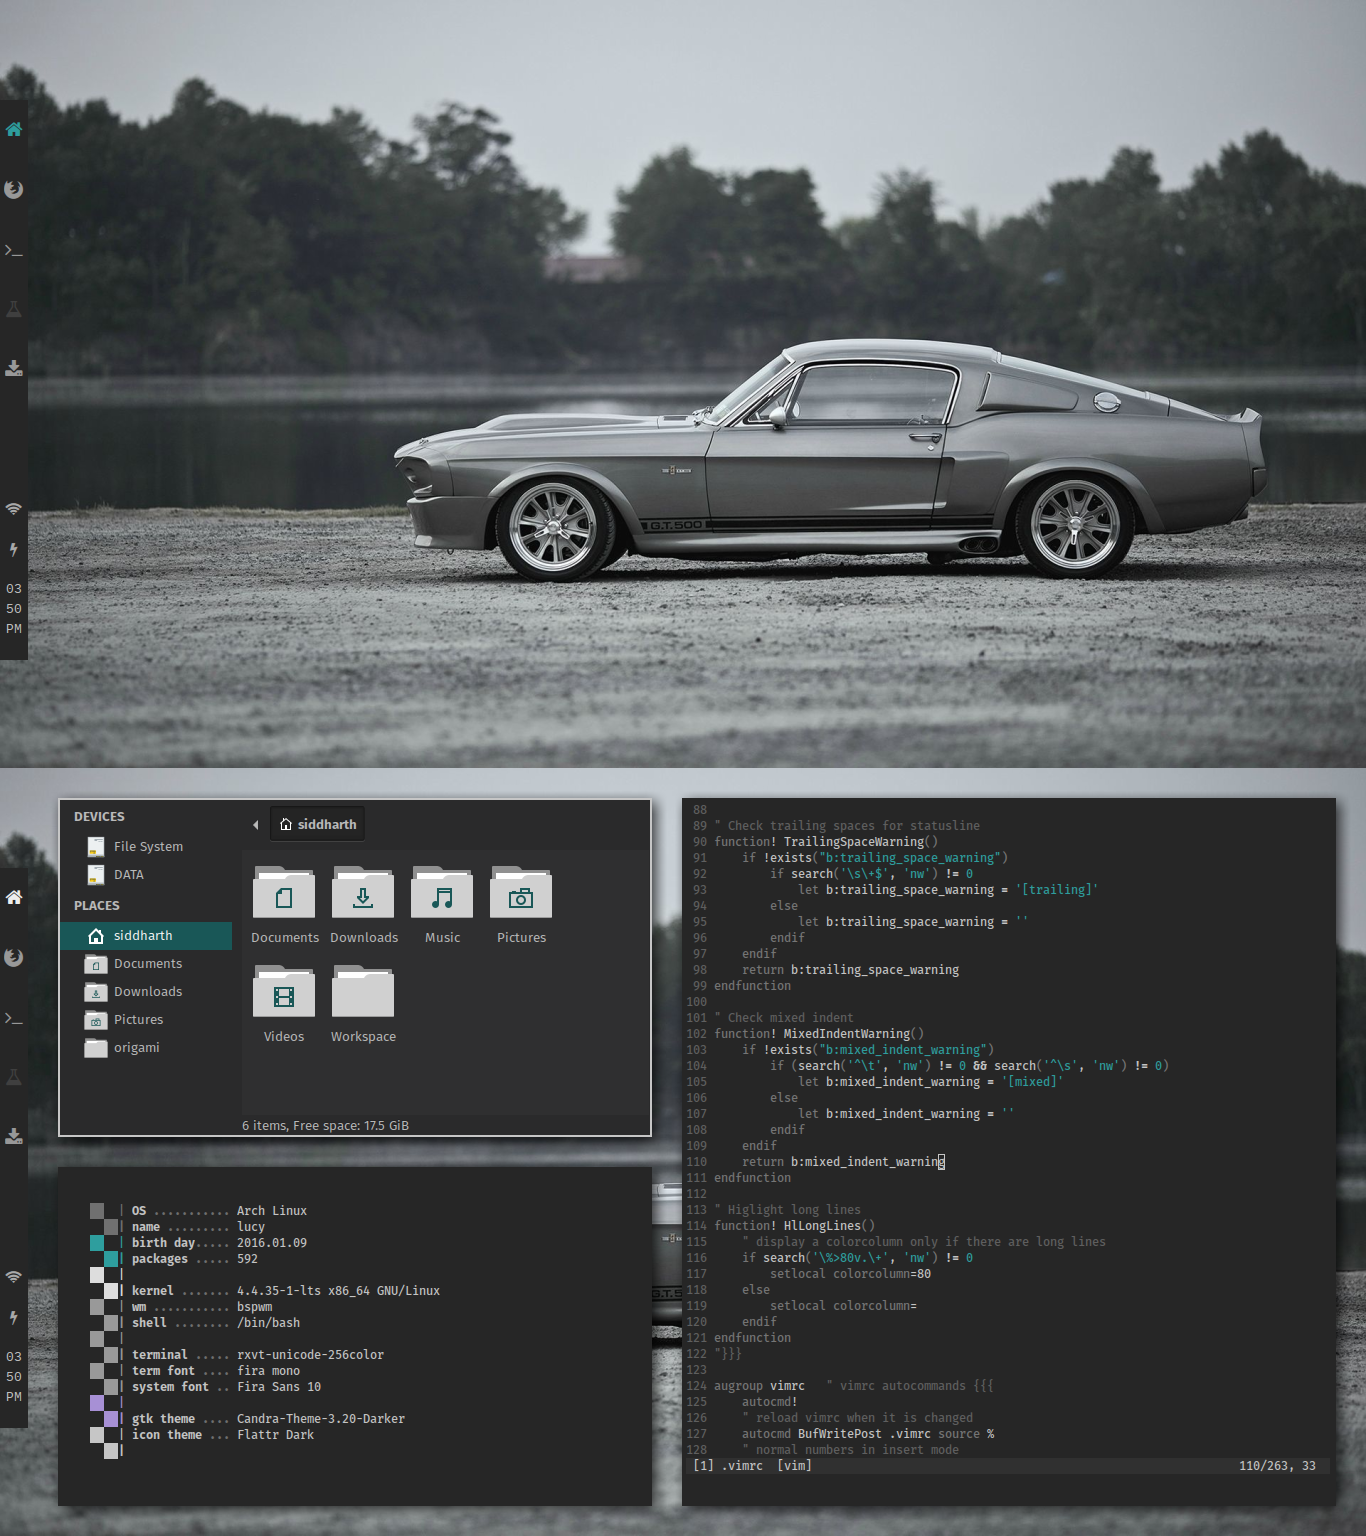 >_
03
50
PM
G.T.500
DEVICES
File System
DATA
PLACES
siddharth
Documents
Downloads
Pictures
origami
siddharth
Documents Downloads Music Pictures
Videos Workspace
6 items, Free space: 17.5 GiB
>_
03
50
PM
OS ........... Arch Linux
name ......... lucy
birth day..... 2016.01.09
packages ..... 592
kernel ....... 4.4.35-1-lts x86_64 GNU/Linux
wm ........... bspwm
shell ........ /bin/bash
terminal ..... rxvt-unicode-256color
term font .... fira mono
system font .. Fira Sans 10
gtk theme .... Candra-Theme-3.20-Darker
icon theme ... Flattr Dark
88
89 " Check trailing spaces for statusline
90 function! TrailingSpaceWarning()
91     if !exists("b:trailing_space_warning")
92         if search('\s\+$', 'nw') != 0
93             let b:trailing_space_warning = '[trailing]'
94         else
95             let b:trailing_space_warning = ''
96         endif
97     endif
98     return b:trailing_space_warning
99 endfunction
100
101 " Check mixed indent
102 function! MixedIndentWarning()
103     if !exists("b:mixed_indent_warning")
104         if (search('^\t', 'nw') != 0 && search('^\s', 'nw') != 0)
105             let b:mixed_indent_warning = '[mixed]'
106         else
107             let b:mixed_indent_warning = ''
108         endif
109     endif
110     return b:mixed_indent_warning
111 endfunction
112
113 " Higlight long lines
114 function! HlLongLines()
115     " display a colorcolumn only if there are long lines
116     if search('\%>80v.\+', 'nw') != 0
117         setlocal colorcolumn=80
118     else
119         setlocal colorcolumn=
120     endif
121 endfunction
122 "}}}
123
124 augroup vimrc   " vimrc autocommands {{{
125     autocmd!
126     " reload vimrc when it is changed
127     autocmd BufWritePost .vimrc source %
128     " normal numbers in insert mode
[1] .vimrc  [vim] 110/263, 33